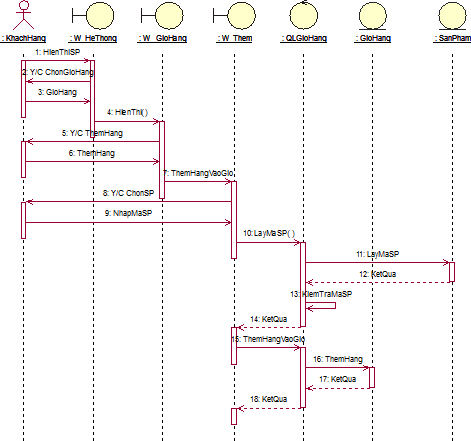 : KhachHang : W_HeThong : W_GioHang : W_Them : QLGioHang : GioHang : SanPham
1: HienThiSP
2: Y/C ChonGioHang
3: GioHang
4: HienThi( )
5: Y/C ThemHang
6: ThemHang
7: ThemHangVaoGio
8: Y/C ChonSP
9: NhapMaSP
10:LayMaSP( )
11: LayMaSP
12: KetQua
13: KiemTraMaSP
14: KetQua
15: ThemHangVaoGio
16: ThemHang
17: KetQua
18: KetQua